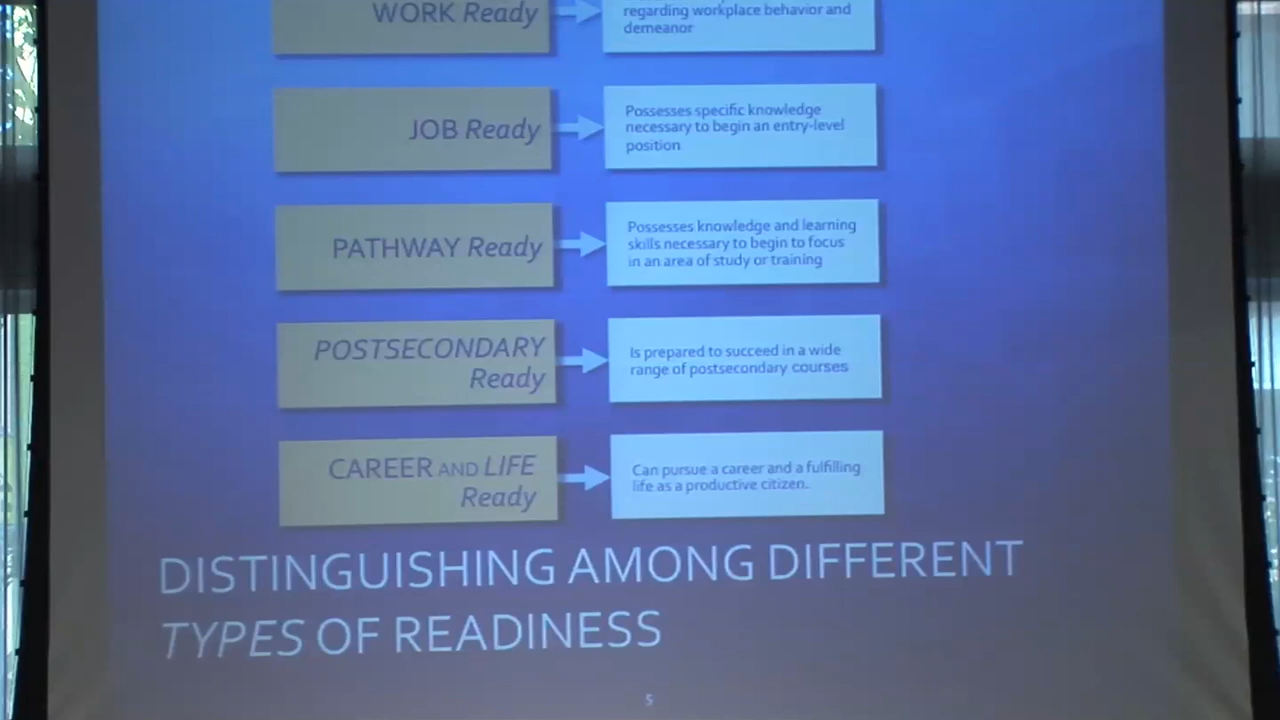 WORK Ready
regarding workplace behavior and
demeanor
JOB Ready
Possesses specific knowledge
necessary to begin an entry-level
position
PATHWAY Ready
Possesses knowledge and learning
skills necessary to begin to focus
in an area of study or training
POSTSECONDARY
Ready
Is prepared to succeed in a wide
range of postsecondary courses
CAREER AND LIFE
Ready
Can pursue a career and a fulfilling
life as a productive citizen.
DISTINGUISHING AMONG DIFFERENT
TYPES OF READINESS
5